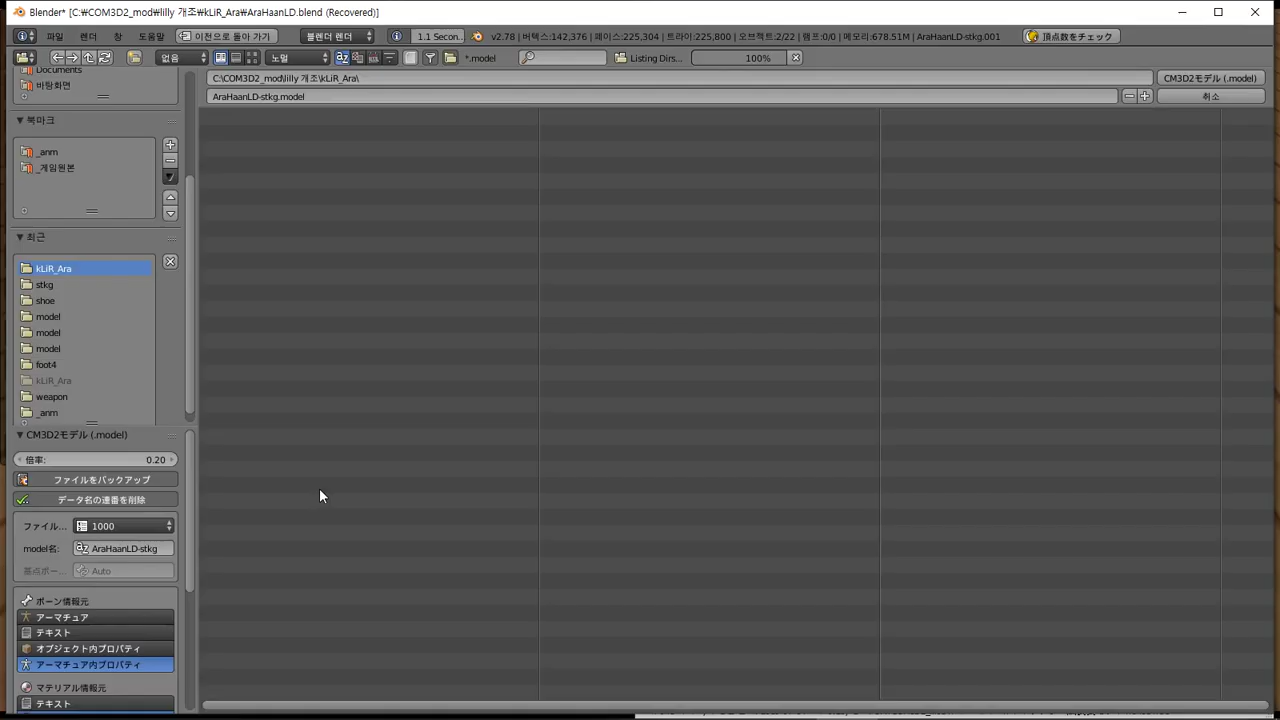 Blender* [C:₩COM3D2_mod₩lilly 개조₩kLiR_Ara₩AraHaanLD.blend (Recovered)]
파일 렌더 창 도움말 이전으로 돌아 가기 블렌더 렌더 1.1 Secon.. v2.78 | 버텍스:142,376 | 페이스:225,304 | 트라이:225,800 | 오브젝트:2/22 | 램프:0/0 | 메모리:678.51M | AraHaanLD-stkg.001 頂点数をチェック
없음 노멀 *.model Listing Dirs... 100%
Documents
바탕화면
C:\COM3D2_mod\lilly 개조\kLiR_Ara\ CM3D2モデル (.model)
AraHaanLD-stkg.model 취소
북마크
_anm
_게임원본
최근
kLiR_Ara
stkg
shoe
model
model
model
foot4
kLiR_Ara
weapon
_anm
CM3D2モデル (.model)
倍率: 0.20
ファイルをバックアップ
データ名の連番を削除
ファイル... 1000
model名: AraHaanLD-stkg
基点ボー... Auto
ボーン情報元
アーマチュア
テキスト
オブジェクト内プロパティ
アーマチュア内プロパティ
マテリアル情報元
テキスト